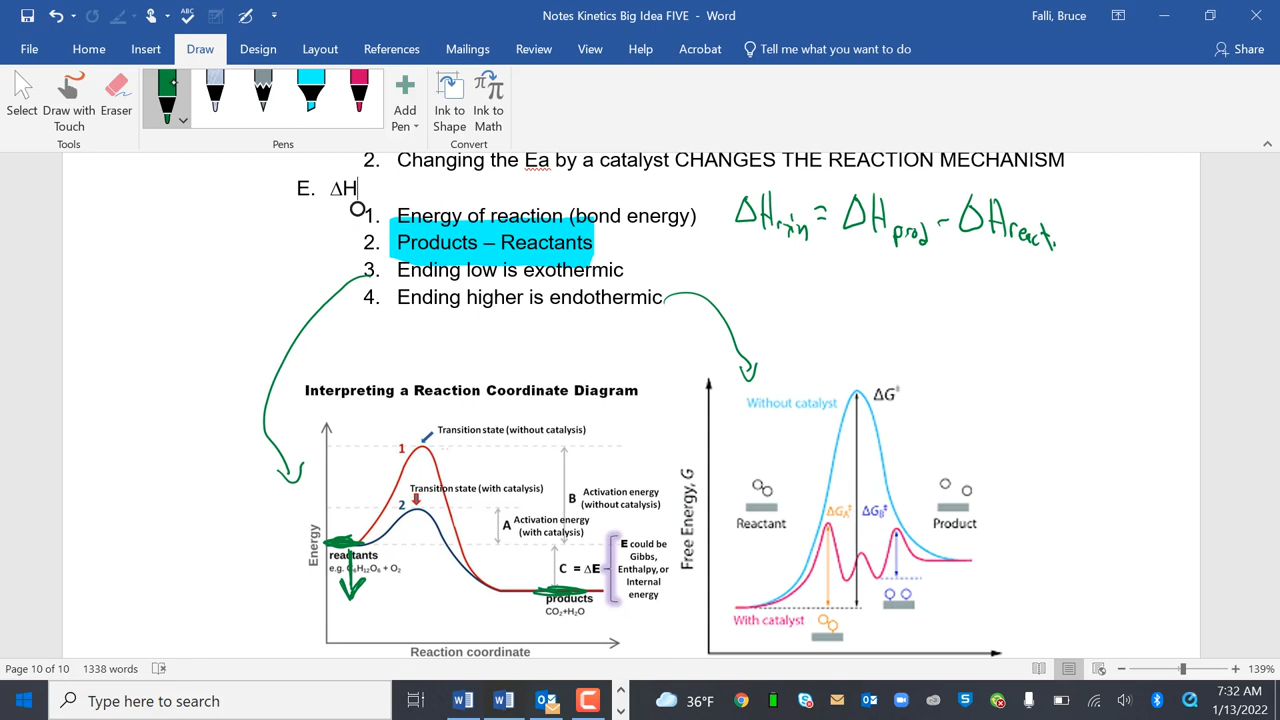 Notes Kinetics Big Idea FIVE - Word
Falli, Bruce
File Home Insert Draw Design Layout References Mailings Review View Help Acrobat Tell me what you want to do Share
Select Draw with Touch Eraser Add Pen Ink to Shape Ink to Math
Tools Pens Convert
2. Changing the Ea by a catalyst CHANGES THE REACTION MECHANISM
E. ΔH
1. Energy of reaction (bond energy)
ΔHrxn = ΔHprod - ΔHreact.
2. Products – Reactants
3. Ending low is exothermic
4. Ending higher is endothermic
Interpreting a Reaction Coordinate Diagram
Energy
1
Transition state (without catalysis)
Transition state (with catalysis)
2
A Activation energy
(with catalysis)
B Activation energy
(without catalysis)
reactants
e.g. C6H12O6 + O2
C = ΔE
E could be
Gibbs,
Enthalpy, or
Internal
energy
products
CO2+H2O
Reaction coordinate
Free Energy, G
Without catalyst
ΔG‡
Reactant
ΔGA‡
ΔGB‡
Product
With catalyst
Page 10 of 10 1338 words 139%
Type here to search
36°F
7:32 AM
1/13/2022